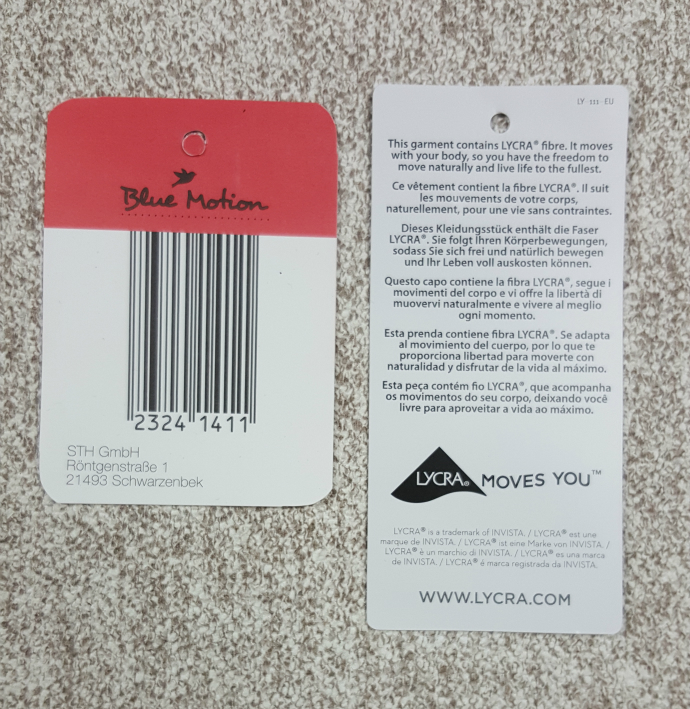 Blue Motion
2324 1411
STH GmbH
Röntgenstraße 1
21493 Schwarzenbek
LY 111 EU
This garment contains LYCRA® fibre. It moves
with your body, so you have the freedom to
move naturally and live life to the fullest.
Ce vêtement contient la fibre LYCRA®. Il suit
les mouvements de votre corps,
naturellement, pour une vie sans contraintes.
Dieses Kleidungsstück enthält die Faser
LYCRA®. Sie folgt Ihren Körperbewegungen,
sodass Sie sich frei und natürlich bewegen
und Ihr Leben voll auskosten können.
Questo capo contiene la fibra LYCRA®, segue i
movimenti del corpo e vi offre la libertà di
muovervi naturalmente e vivere al meglio
ogni momento.
Esta prenda contiene fibra LYCRA®. Se adapta
al movimiento del cuerpo, por lo que te
proporciona libertad para moverte con
naturalidad y disfrutar de la vida al máximo.
Esta peça contém fio LYCRA®, que acompanha
os movimentos do seu corpo, deixando você
livre para aproveitar a vida ao máximo.
LYCRA® MOVES YOU™
LYCRA® is a trademark of INVISTA. / LYCRA® est une
marque de INVISTA. / LYCRA® ist eine Marke von INVISTA. /
LYCRA® è un marchio di INVISTA. / LYCRA® es una marca
de INVISTA. / LYCRA® é marca registrada da INVISTA.
WWW.LYCRA.COM